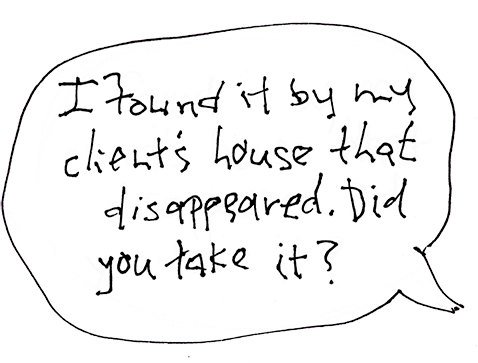 I found it by my
client's house that
disappeared. Did
you take it?